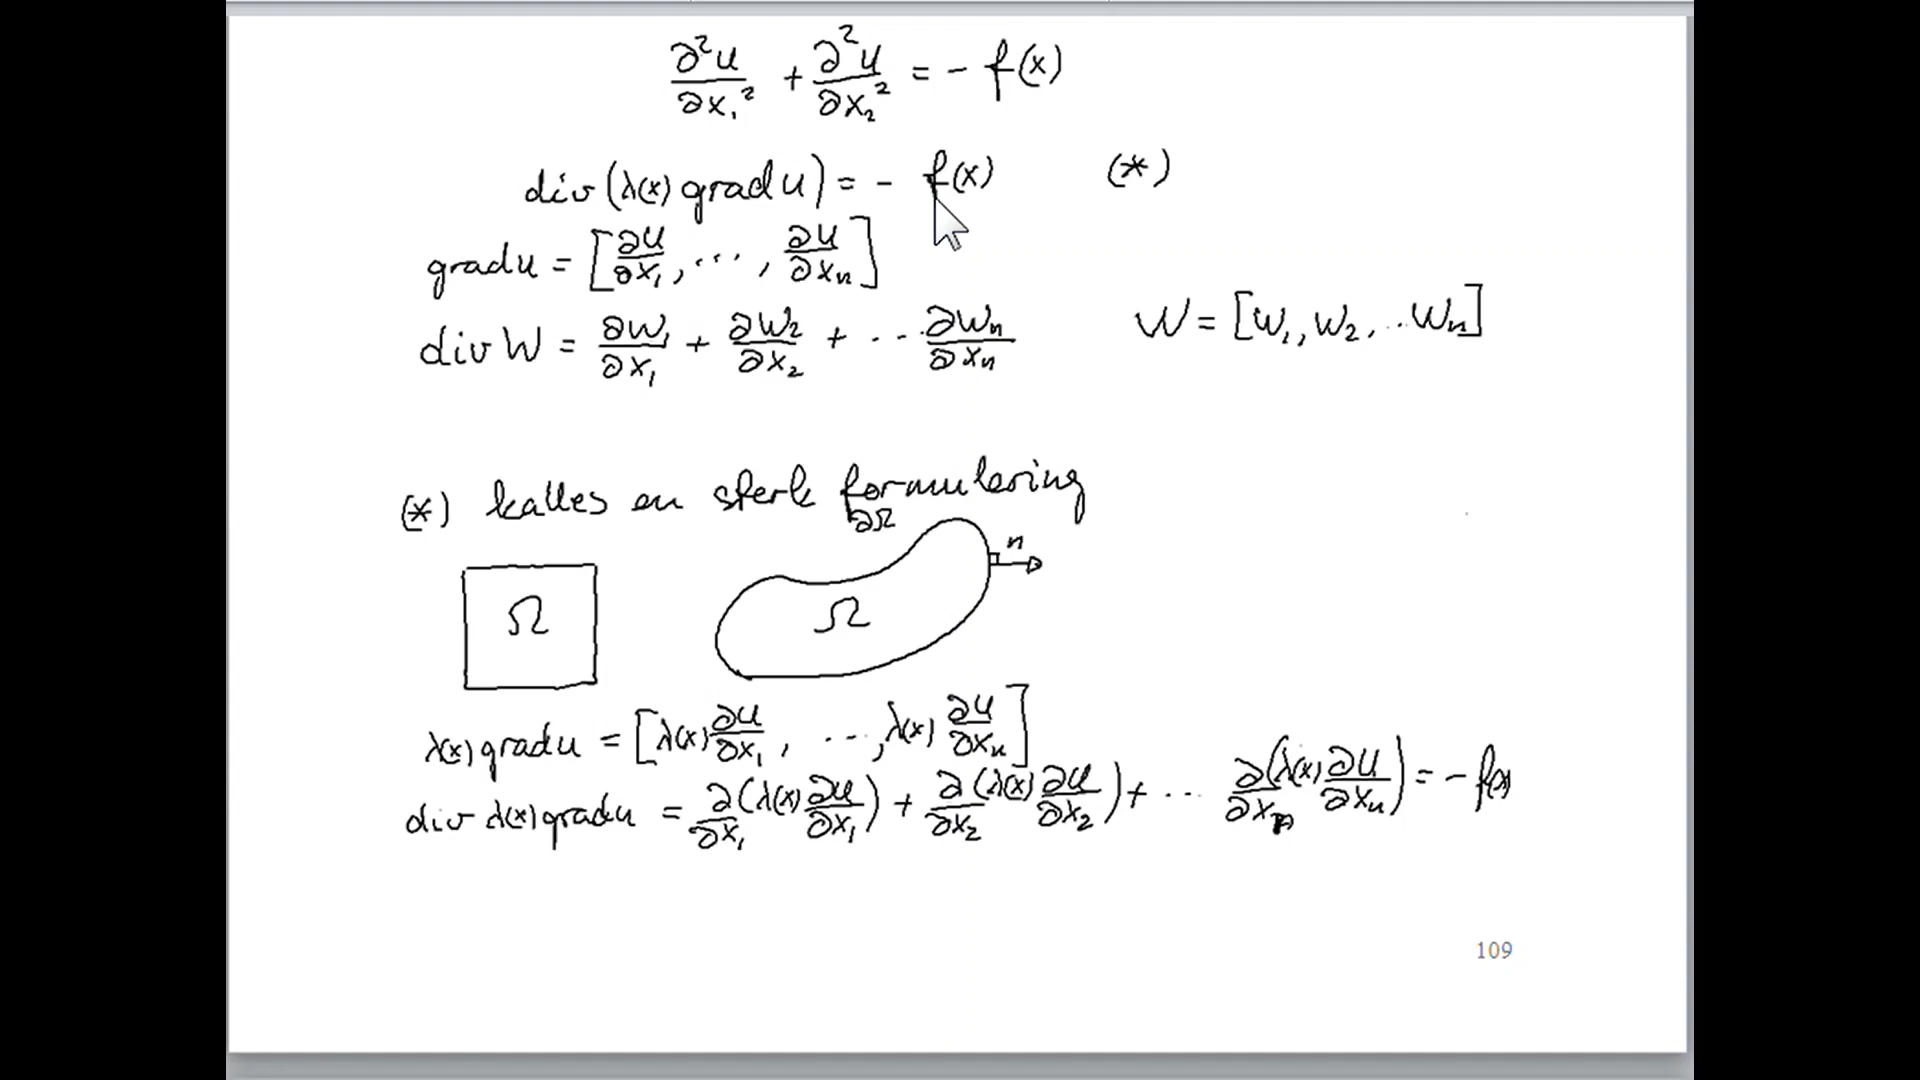 ∂²u/∂x₁² + ∂²u/∂x₂² = - f(x)
div(λ(x) grad u) = - f(x) (*)
grad u = [∂u/∂x₁, ..., ∂u/∂xₙ]
div W = ∂W₁/∂x₁ + ∂W₂/∂x₂ + ... ∂Wₙ/∂xₙ W = [W₁, W₂, ... Wₙ]
(*) kalles en sterk formulering
∂Ω
n
Ω Ω
λ(x) grad u = [λ(x) ∂u/∂x₁, ..., λ(x) ∂u/∂xₙ]
div λ(x) grad u = ∂/∂x₁ (λ(x) ∂u/∂x₁) + ∂/∂x₂ (λ(x) ∂u/∂x₂) + ... ∂/∂xₙ (λ(x) ∂u/∂xₙ) = - f(x)
109